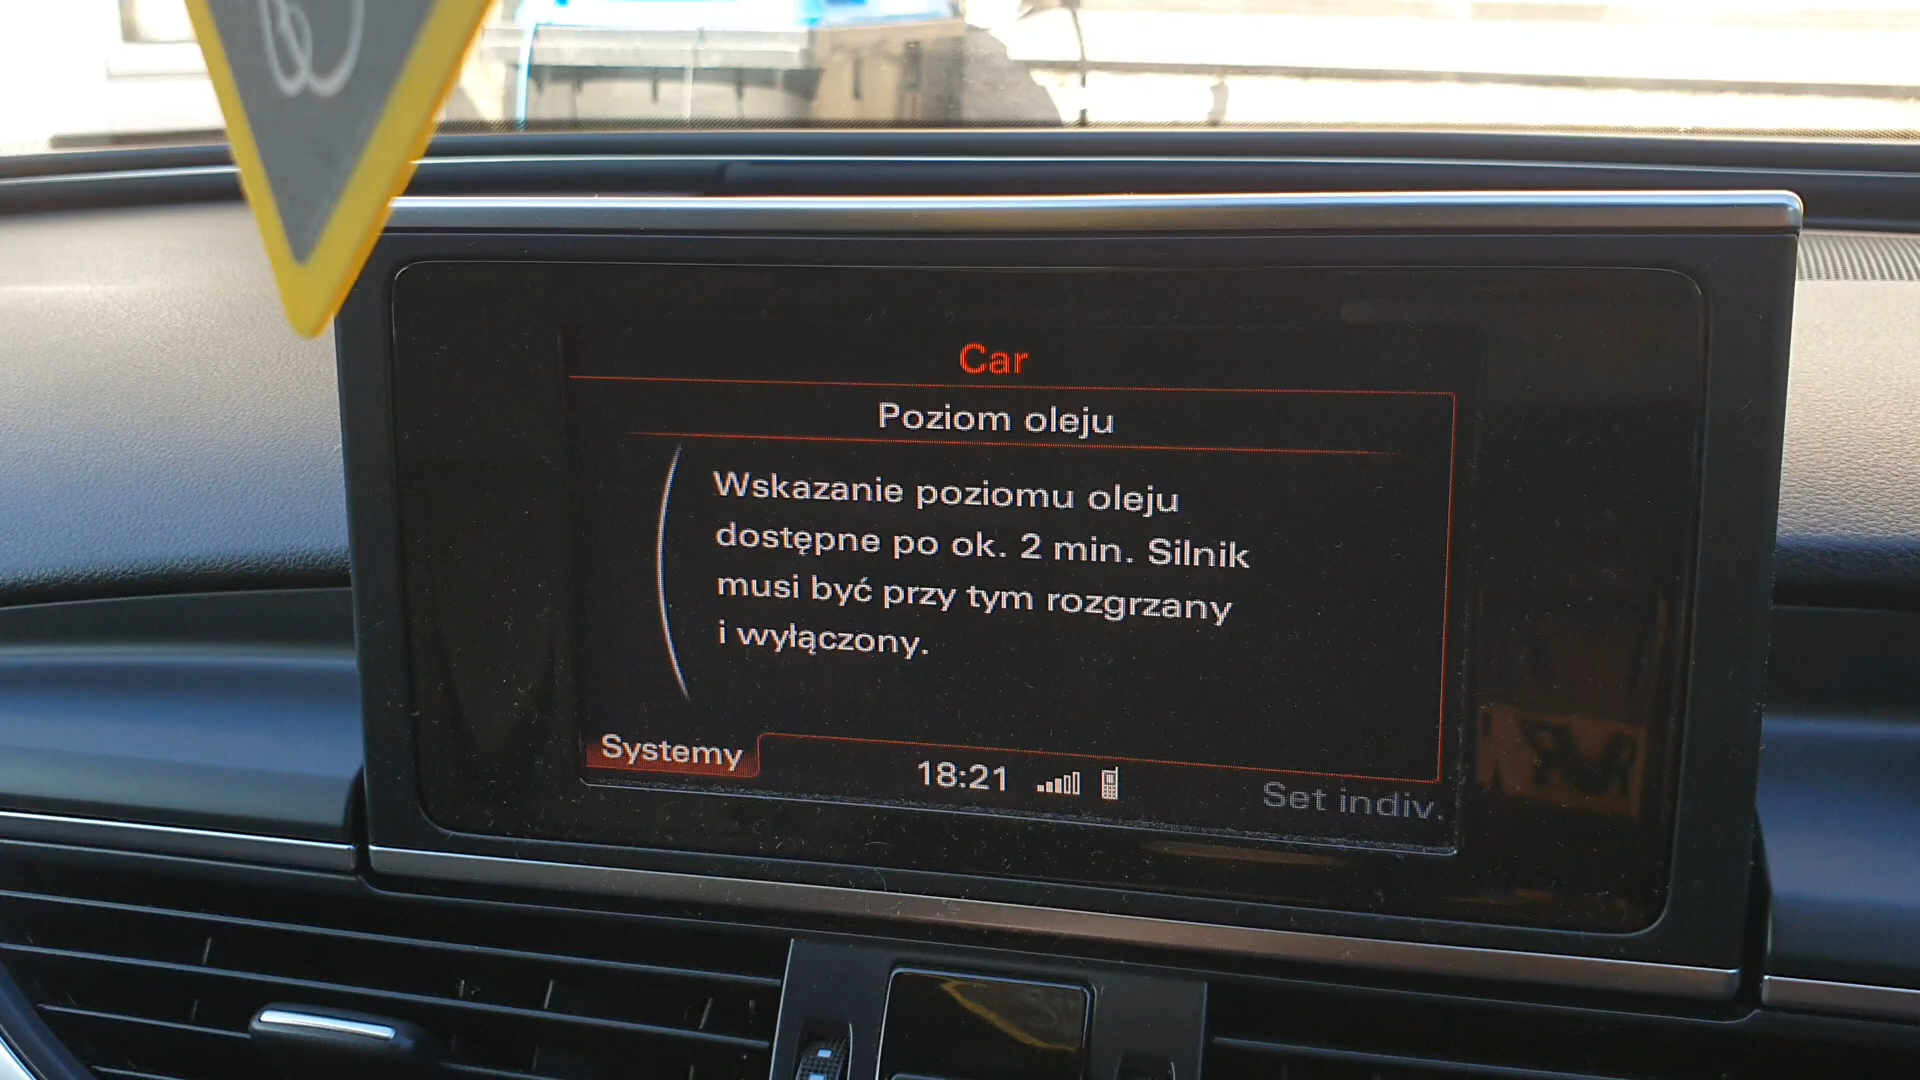 Car
Poziom oleju
Wskazanie poziomu oleju
dostępne po ok. 2 min. Silnik
musi być przy tym rozgrzany
i wyłączony.
Systemy
18:21
Set indiv.